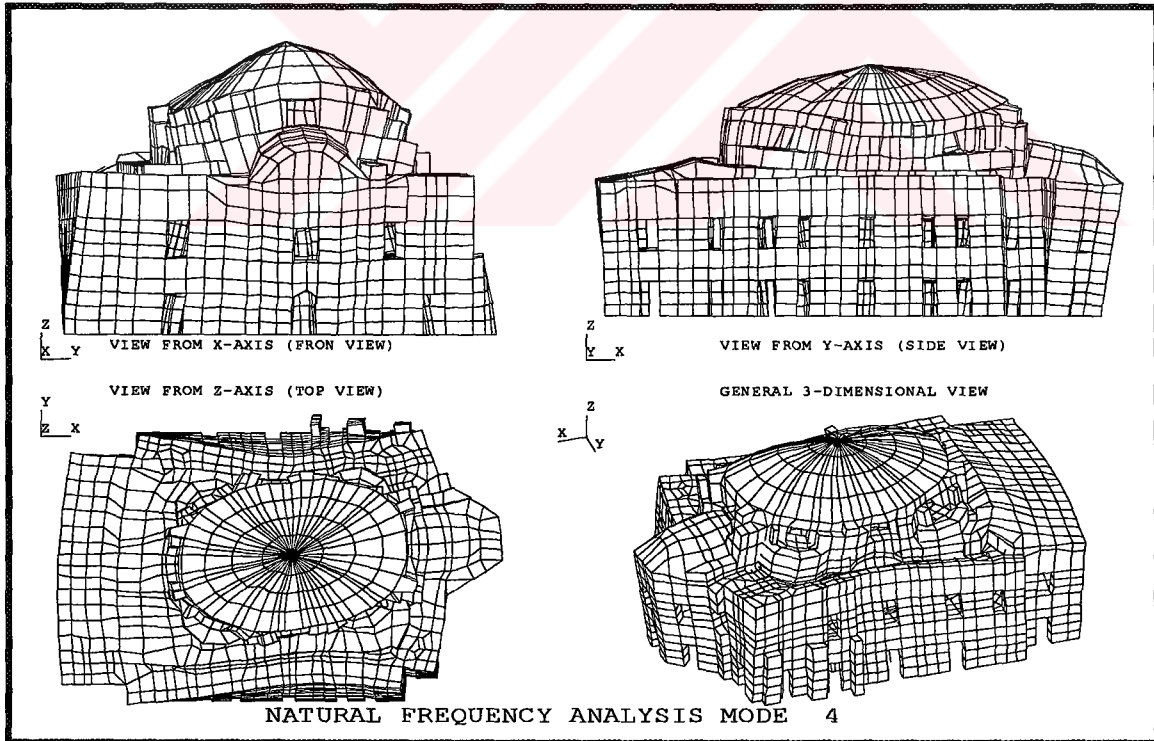 Z
X Y
VIEW FROM X-AXIS (FRON VIEW)
Z
Y X
VIEW FROM Y-AXIS (SIDE VIEW)
VIEW FROM Z-AXIS (TOP VIEW)
Y
Z X
GENERAL 3-DIMENSIONAL VIEW
Z
X
Y
NATURAL FREQUENCY ANALYSIS MODE 4